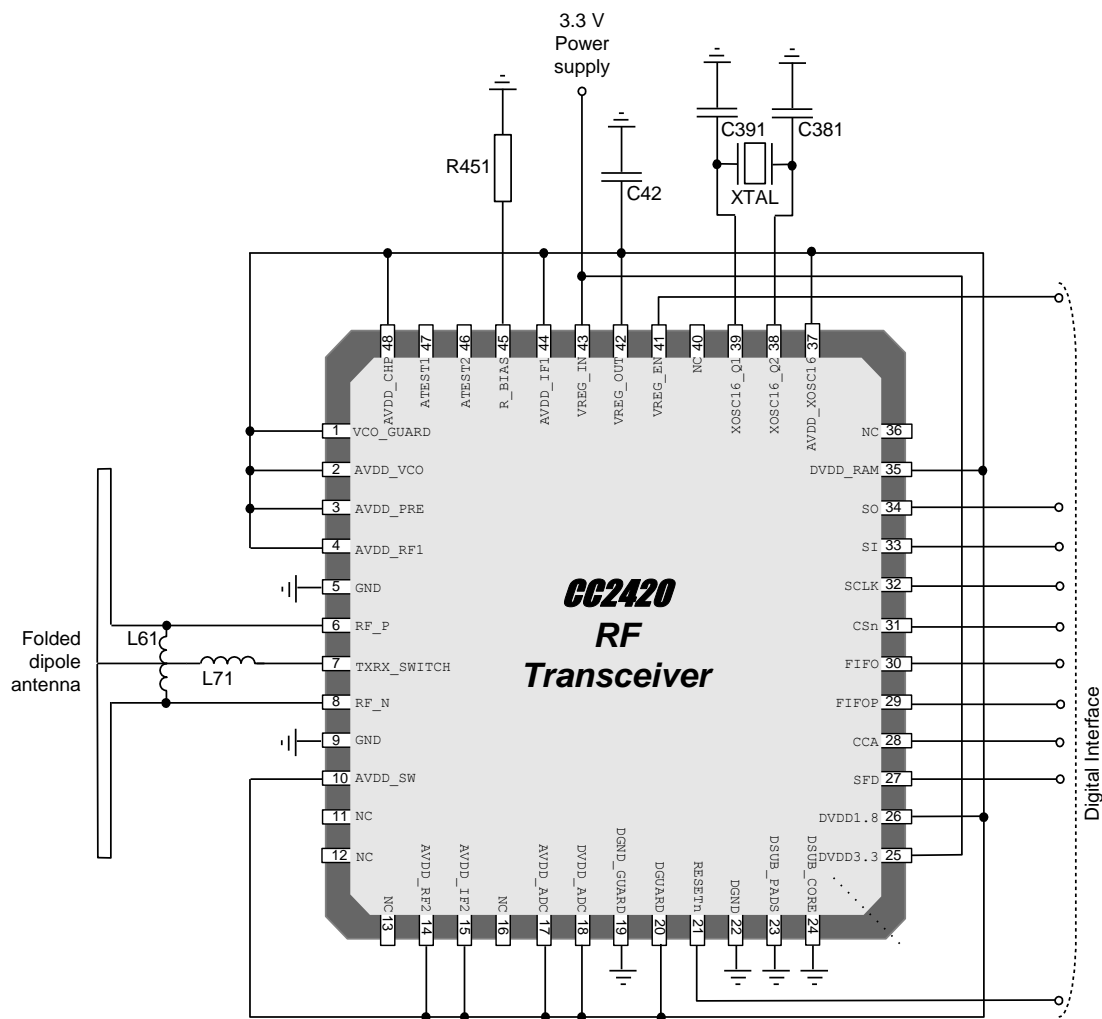 3.3 V
Power
supply
C391
C381
R451
C42
XTAL
48
47
46
45
44
43
42
41
40
39
38
37
AVDD_CHP
ATEST1
ATEST2
R_BIAS
AVDD_IF1
VREG_IN
VREG_OUT
VREG_EN
NC
XOSC16_Q1
XOSC16_Q2
AVDD_XOSC16
1 VCO_GUARD
2 AVDD_VCO
3 AVDD_PRE
4 AVDD_RF1
5 GND
6 RF_P
7 TXRX_SWITCH
8 RF_N
9 GND
10 AVDD_SW
11 NC
12 NC
Folded
dipole
antenna
L61
L71
CC2420
RF
Transceiver
NC 36
DVDD_RAM 35
SO 34
SI 33
SCLK 32
CSn 31
FIFO 30
FIFOP 29
CCA 28
SFD 27
DVDD1.8 26
DVDD3.3 25
Digital Interface
NC
AVDD_RF2
AVDD_IF2
NC
AVDD_ADC
DVDD_ADC
DGND_GUARD
DGUARD
RESETn
DGND
DSUB_PADS
DSUB_CORE
13
14
15
16
17
18
19
20
21
22
23
24